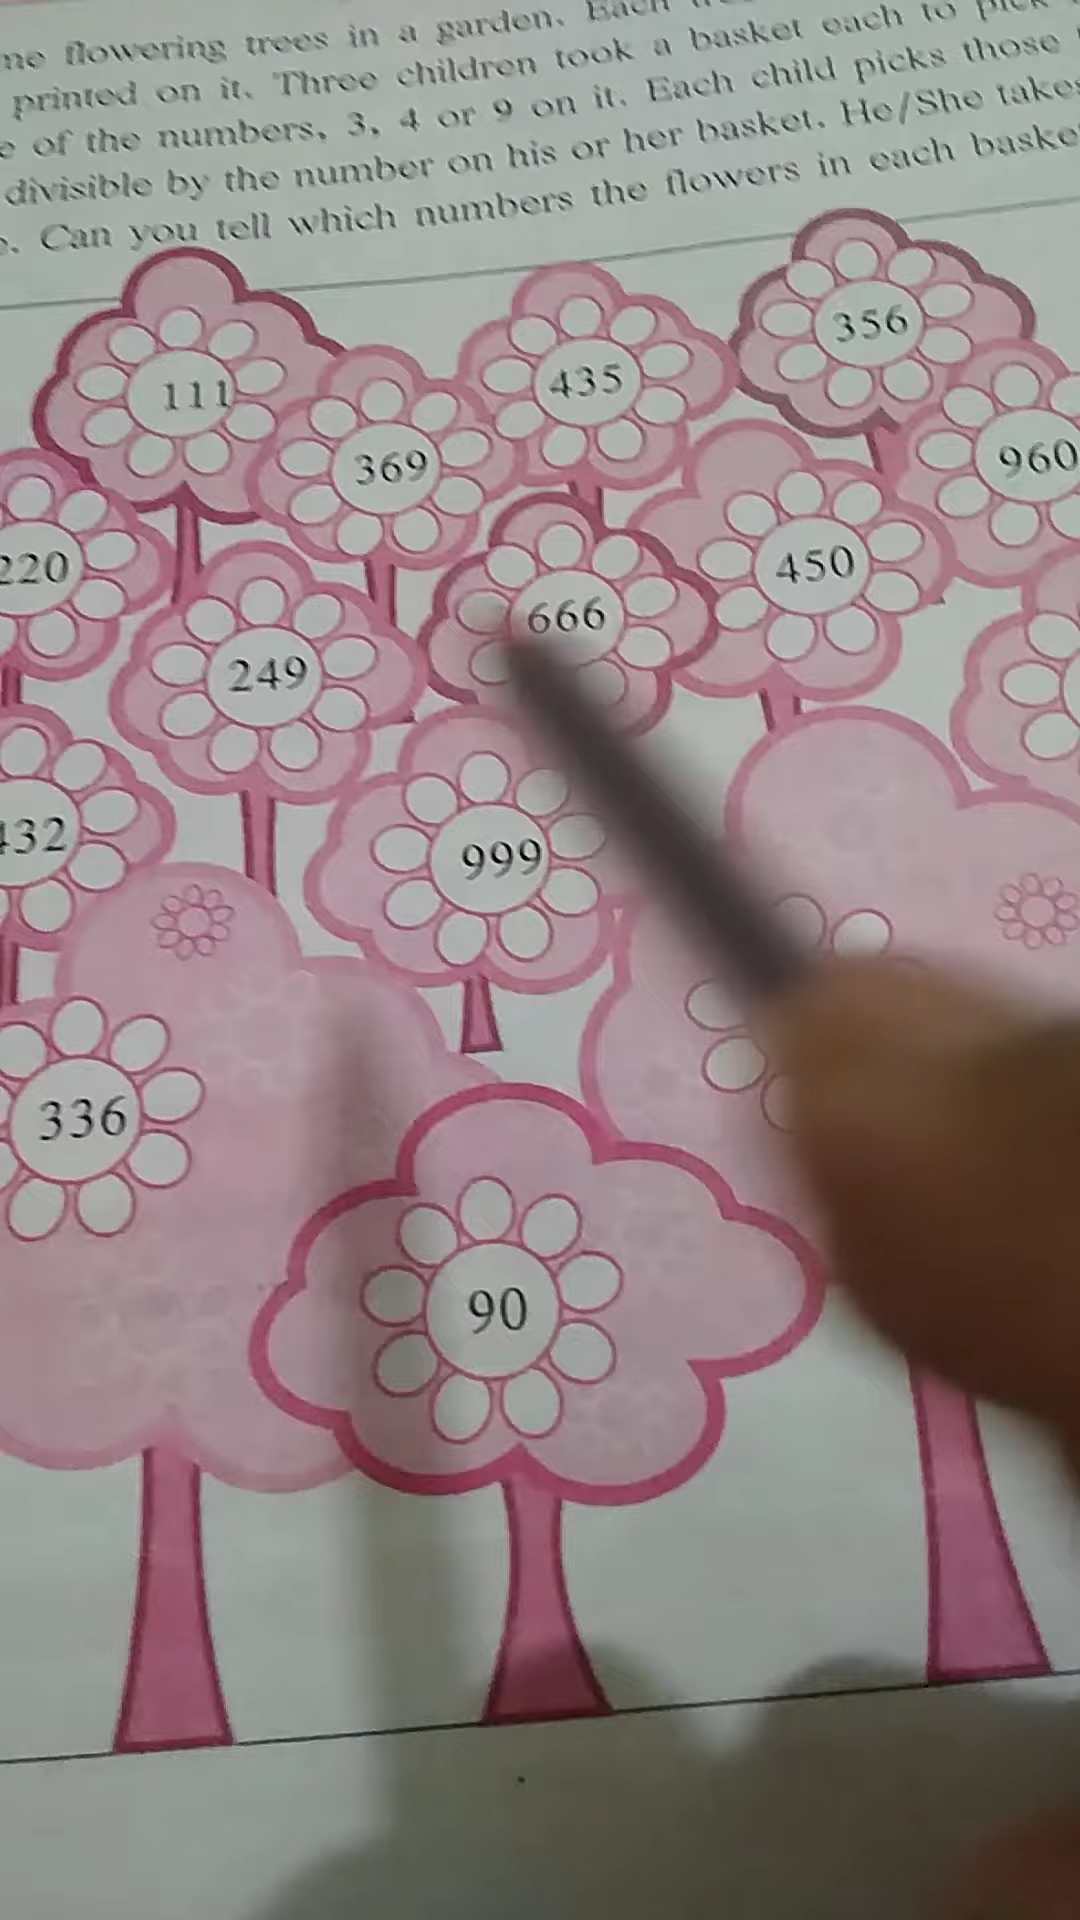 flowering trees in a garden. Each
printed on it. Three children took a basket each to pick
of the numbers, 3, 4 or 9 on it. Each child picks those
divisible by the number on his or her basket. He/She takes
Can you tell which numbers the flowers in each basket
111
435
356
369
960
220
666
450
249
432
999
336
90